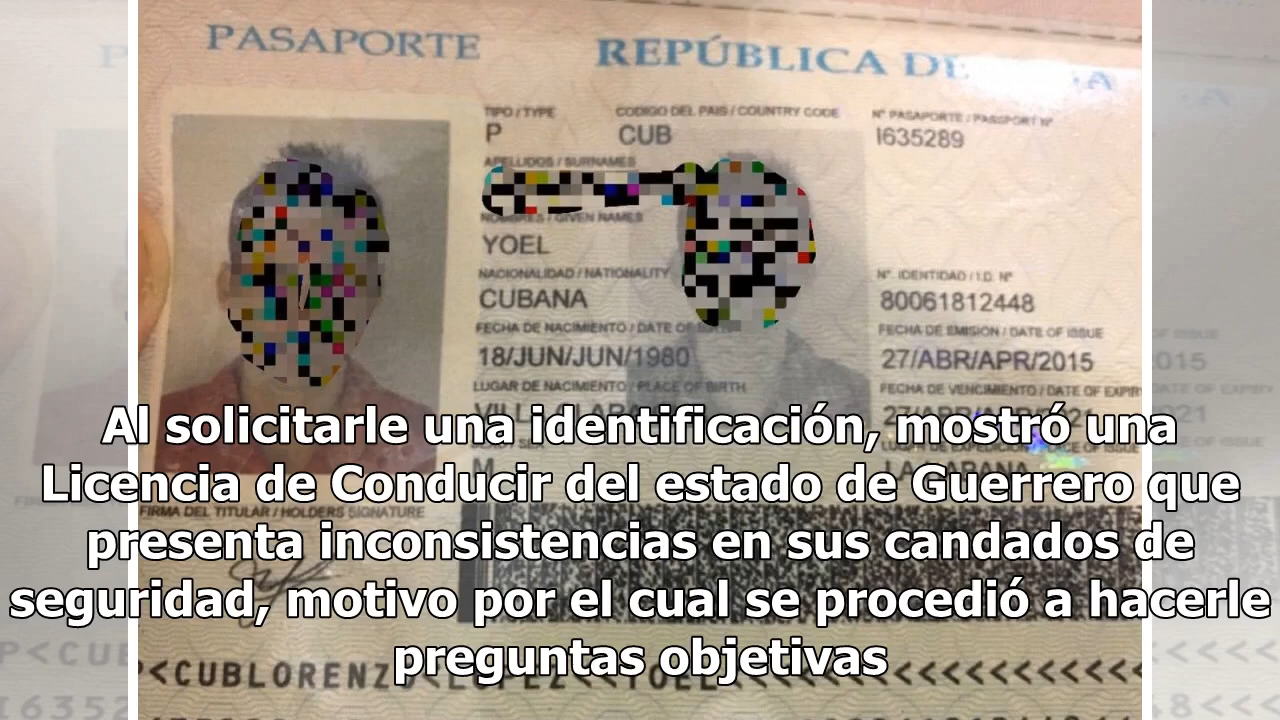 PASAPORTE REPÚBLICA DE
TIPO / TYPE CODIGO DEL PAIS / COUNTRY CODE Nº PASAPORTE / PASSPORT Nº
P CUB I635289
APELLIDOS / SURNAMES
NOMBRES / GIVEN NAMES
YOEL
NACIONALIDAD / NATIONALITY Nº. IDENTIDAD / I.D. Nº
CUBANA 80061812448
FECHA DE NACIMIENTO / DATE OF FECHA DE EMISION / DATE OF ISSUE
18/JUN/JUN/1980 27/ABR/APR/2015
LUGAR DE NACIMIENTO / PLACE OF BIRTH FECHA DE VENCIMIENTO / DATE OF EXPIRY
Al solicitarle una identificación, mostró una
M
Licencia de Conducir del estado de Guerrero que
FIRMA DEL TITULAR / HOLDERS SIGNATURE
presenta inconsistencias en sus candados de
seguridad, motivo por el cual se procedió a hacerle
preguntas objetivas